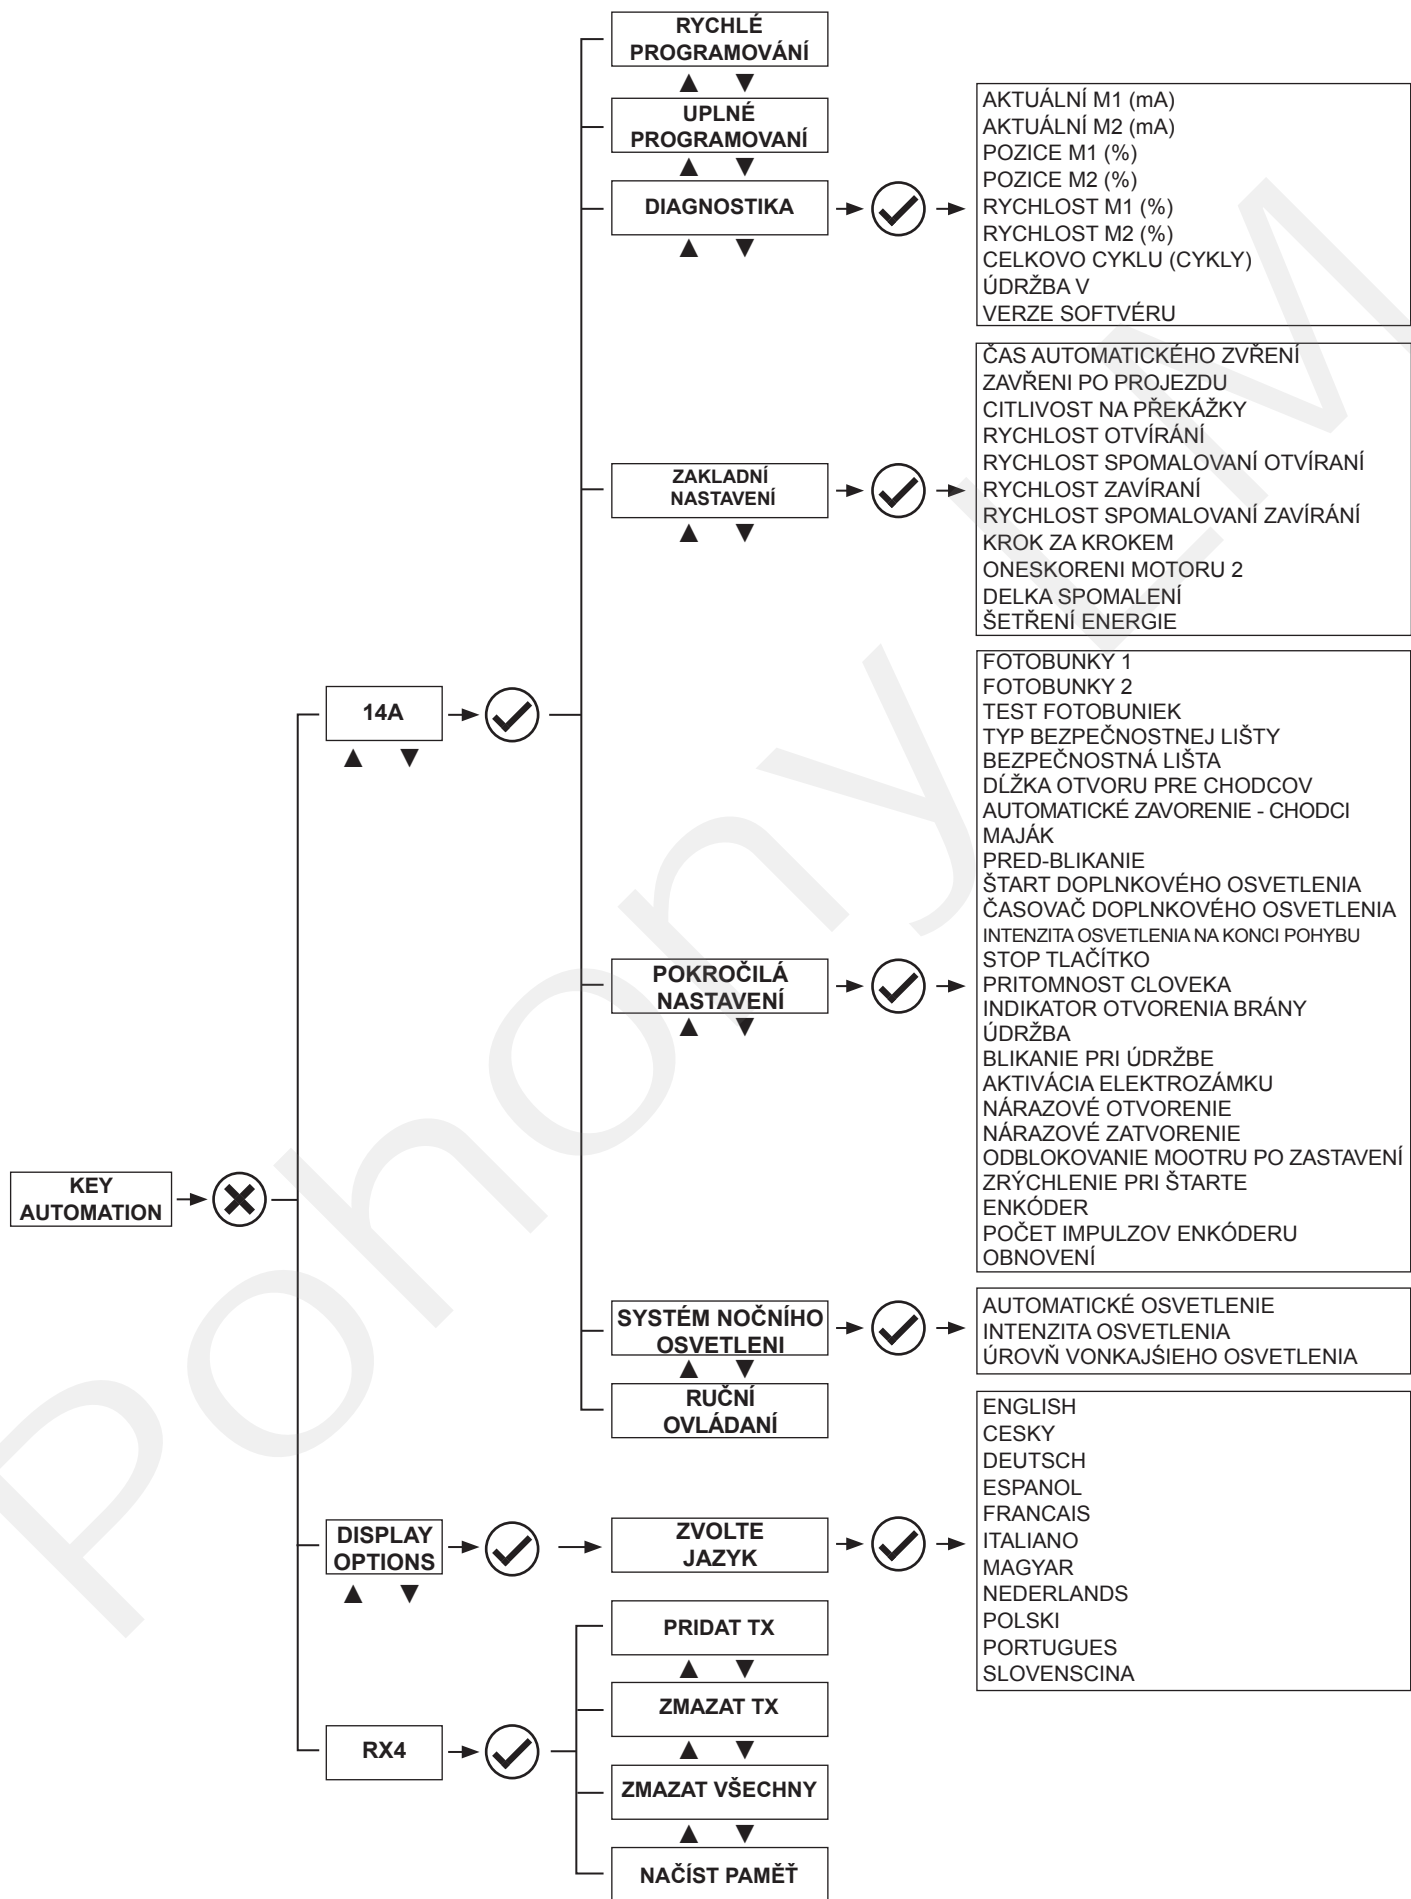 RYCHLÉ
PROGRAMOVÁNÍ
UPLNÉ
PROGRAMOVANÍ
DIAGNOSTIKA
AKTUÁLNÍ M1 (mA)
AKTUÁLNÍ M2 (mA)
POZICE M1 (%)
POZICE M2 (%)
RYCHLOST M1 (%)
RYCHLOST M2 (%)
CELKOVO CYKLU (CYKLY)
ÚDRŽBA V
VERZE SOFTVÉRU
ZAKLADNÍ
NASTAVENÍ
ČAS AUTOMATICKÉHO ZVŘENÍ
ZAVŘENI PO PROJEZDU
CITLIVOST NA PŘEKÁŽKY
RYCHLOST OTVÍRÁNÍ
RYCHLOST SPOMALOVANÍ OTVÍRANÍ
RYCHLOST ZAVÍRANÍ
RYCHLOST SPOMALOVANÍ ZAVÍRÁNÍ
KROK ZA KROKEM
ONESKORENI MOTORU 2
DELKA SPOMALENÍ
ŠETŘENÍ ENERGIE
14A
POKROČILÁ
NASTAVENÍ
FOTOBUNKY 1
FOTOBUNKY 2
TEST FOTOBUNIEK
TYP BEZPEČNOSTNEJ LIŠTY
BEZPEČNOSTNÁ LIŠTA
DĹŽKA OTVORU PRE CHODCOV
AUTOMATICKÉ ZAVORENIE - CHODCI
MAJÁK
PRED-BLIKANIE
ŠTART DOPLNKOVÉHO OSVETLENIA
ČASOVAČ DOPLNKOVÉHO OSVETLENIA
INTENZITA OSVETLENIA NA KONCI POHYBU
STOP TLAČÍTKO
PRITOMNOST CLOVEKA
INDIKATOR OTVORENIA BRÁNY
ÚDRŽBA
BLIKANIE PRI ÚDRŽBE
AKTIVÁCIA ELEKTROZÁMKU
NÁRAZOVÉ OTVORENIE
NÁRAZOVÉ ZATVORENIE
ODBLOKOVANIE MOOTRU PO ZASTAVENÍ
ZRÝCHLENIE PRI ŠTARTE
ENKÓDER
POČET IMPULZOV ENKÓDERU
OBNOVENÍ
KEY
AUTOMATION
SYSTÉM NOČNÍHO
OSVETLENI
AUTOMATICKÉ OSVETLENIE
INTENZITA OSVETLENIA
ÚROVŇ VONKAJŚIEHO OSVETLENIA
RUČNÍ
OVLÁDANÍ
DISPLAY
OPTIONS
ZVOLTE
JAZYK
ENGLISH
CESKY
DEUTSCH
ESPANOL
FRANCAIS
ITALIANO
MAGYAR
NEDERLANDS
POLSKI
PORTUGUES
SLOVENSCINA
RX4
PRIDAT TX
ZMAZAT TX
ZMAZAT VŠECHNY
NAČÍST PAMĚŤ
Pohony LM